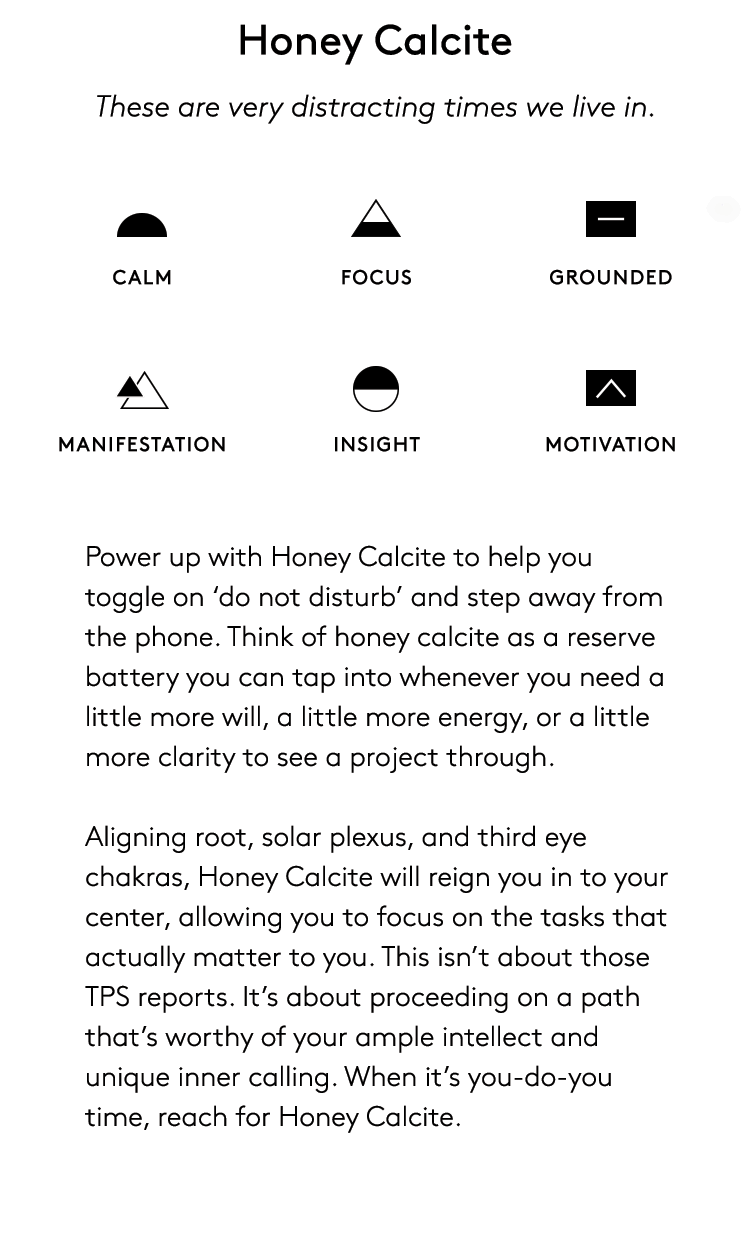 Honey Calcite
These are very distracting times we live in.
CALM FOCUS GROUNDED
MANIFESTATION INSIGHT MOTIVATION
Power up with Honey Calcite to help you
toggle on ‘do not disturb’ and step away from
the phone. Think of honey calcite as a reserve
battery you can tap into whenever you need a
little more will, a little more energy, or a little
more clarity to see a project through.
Aligning root, solar plexus, and third eye
chakras, Honey Calcite will reign you in to your
center, allowing you to focus on the tasks that
actually matter to you. This isn’t about those
TPS reports. It’s about proceeding on a path
that’s worthy of your ample intellect and
unique inner calling. When it’s you-do-you
time, reach for Honey Calcite.